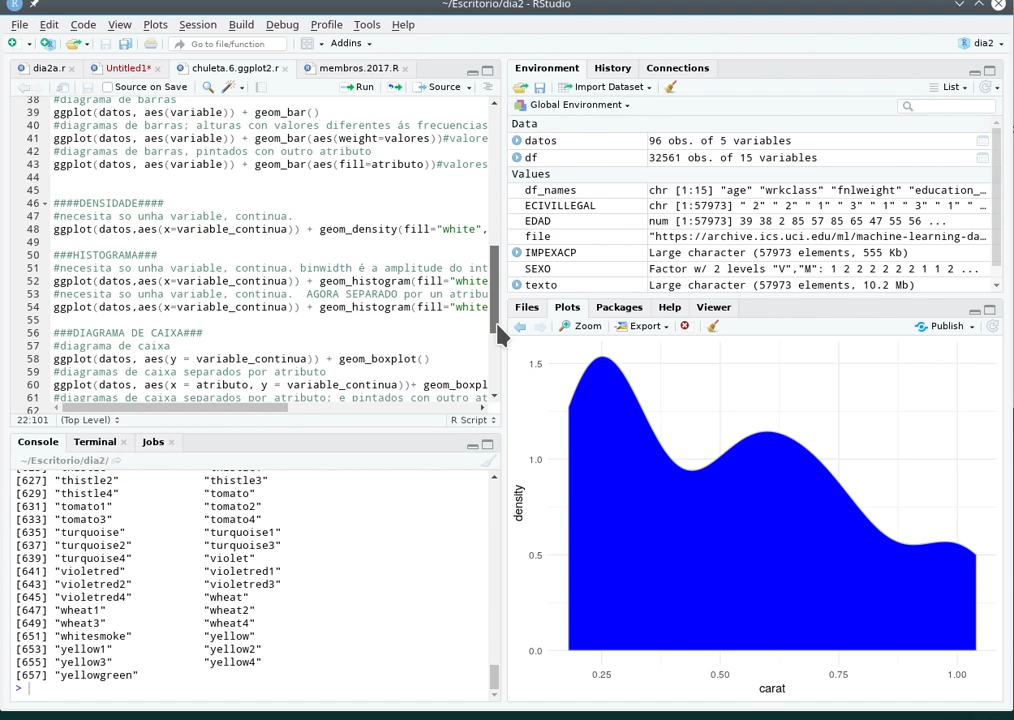 ~/Escritorio/dia2 - RStudio
File Edit Code View Plots Session Build Debug Profile Tools Help
Go to file/function Addins dia2
dia2a.r Untitled1* chuleta.6.ggplot2.r membros.2017.R
Source on Save Run Source
38 #diagrama de barras
39 ggplot(datos, aes(variable)) + geom_bar()
40 #diagramas de barras; alturas con valores diferentes ás frecuencias
41 ggplot(datos, aes(variable)) + geom_bar(aes(weight=valores))#valore
42 #diagramas de barras, pintados con outro atributo
43 ggplot(datos, aes(variable)) + geom_bar(aes(fill=atributo))#valores
44
45
46 ####DENSIDADE####
47 #necesita so unha variable, continua.
48 ggplot(datos,aes(x=variable_continua)) + geom_density(fill="white",
49
50 ###HISTOGRAMA###
51 #necesita so unha variable, continua. binwidth é a amplitude do int
52 ggplot(datos,aes(x=variable_continua)) + geom_histogram(fill="white
53 #necesita so unha variable, continua.  AGORA SEPARADO por un atribu
54 ggplot(datos,aes(x=variable_continua)) + geom_histogram(fill="white
55
56 ###DIAGRAMA DE CAIXA###
57 #diagrama de caixa
58 ggplot(datos, aes(y = variable_continua)) + geom_boxplot()
59 #diagramas de caixa separados por atributo
60 ggplot(datos, aes(x = atributo, y = variable_continua))+ geom_boxpl
61 #diagramas de caixa separados por atributo; e pintados con outro at
62
22:101 (Top Level) R Script
Console Terminal Jobs
~/Escritorio/dia2/
[627] "thistle2" "thistle3"
[629] "thistle4" "tomato"
[631] "tomato1" "tomato2"
[633] "tomato3" "tomato4"
[635] "turquoise" "turquoise1"
[637] "turquoise2" "turquoise3"
[639] "turquoise4" "violet"
[641] "violetred" "violetred1"
[643] "violetred2" "violetred3"
[645] "violetred4" "wheat"
[647] "wheat1" "wheat2"
[649] "wheat3" "wheat4"
[651] "whitesmoke" "yellow"
[653] "yellow1" "yellow2"
[655] "yellow3" "yellow4"
[657] "yellowgreen"
>
Environment History Connections
Import Dataset List
Global Environment
Data
datos 96 obs. of 5 variables
df 32561 obs. of 15 variables
Values
df_names chr [1:15] "age" "wrkclass" "fnlweight" "education_…
ECIVILLEGAL chr [1:57973] " 2" " 2" " 1" " 3" " 1" " 3" " 1" " …
EDAD num [1:57973] 39 38 2 85 57 85 65 47 55 56 ...
file "https://archive.ics.uci.edu/ml/machine-learning-da…
IMPEXACP Large character (57973 elements, 555 Kb)
SEXO Factor w/ 2 levels "V","M": 1 2 2 2 2 2 2 1 1 2 ...
texto Large character (57973 elements, 10.2 Mb)
Files Plots Packages Help Viewer
Zoom Export Publish
1.5
1.0
0.5
0.0
density
0.25 0.50 0.75 1.00
carat